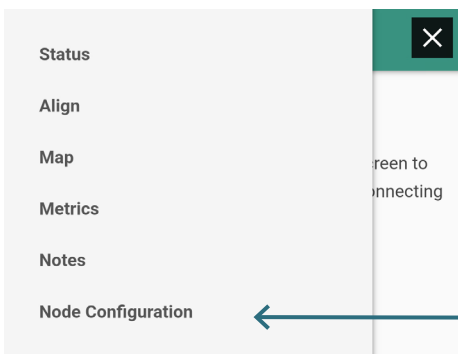 Status
Align
Map
reen to
Metrics
nnecting
Notes
Node Configuration